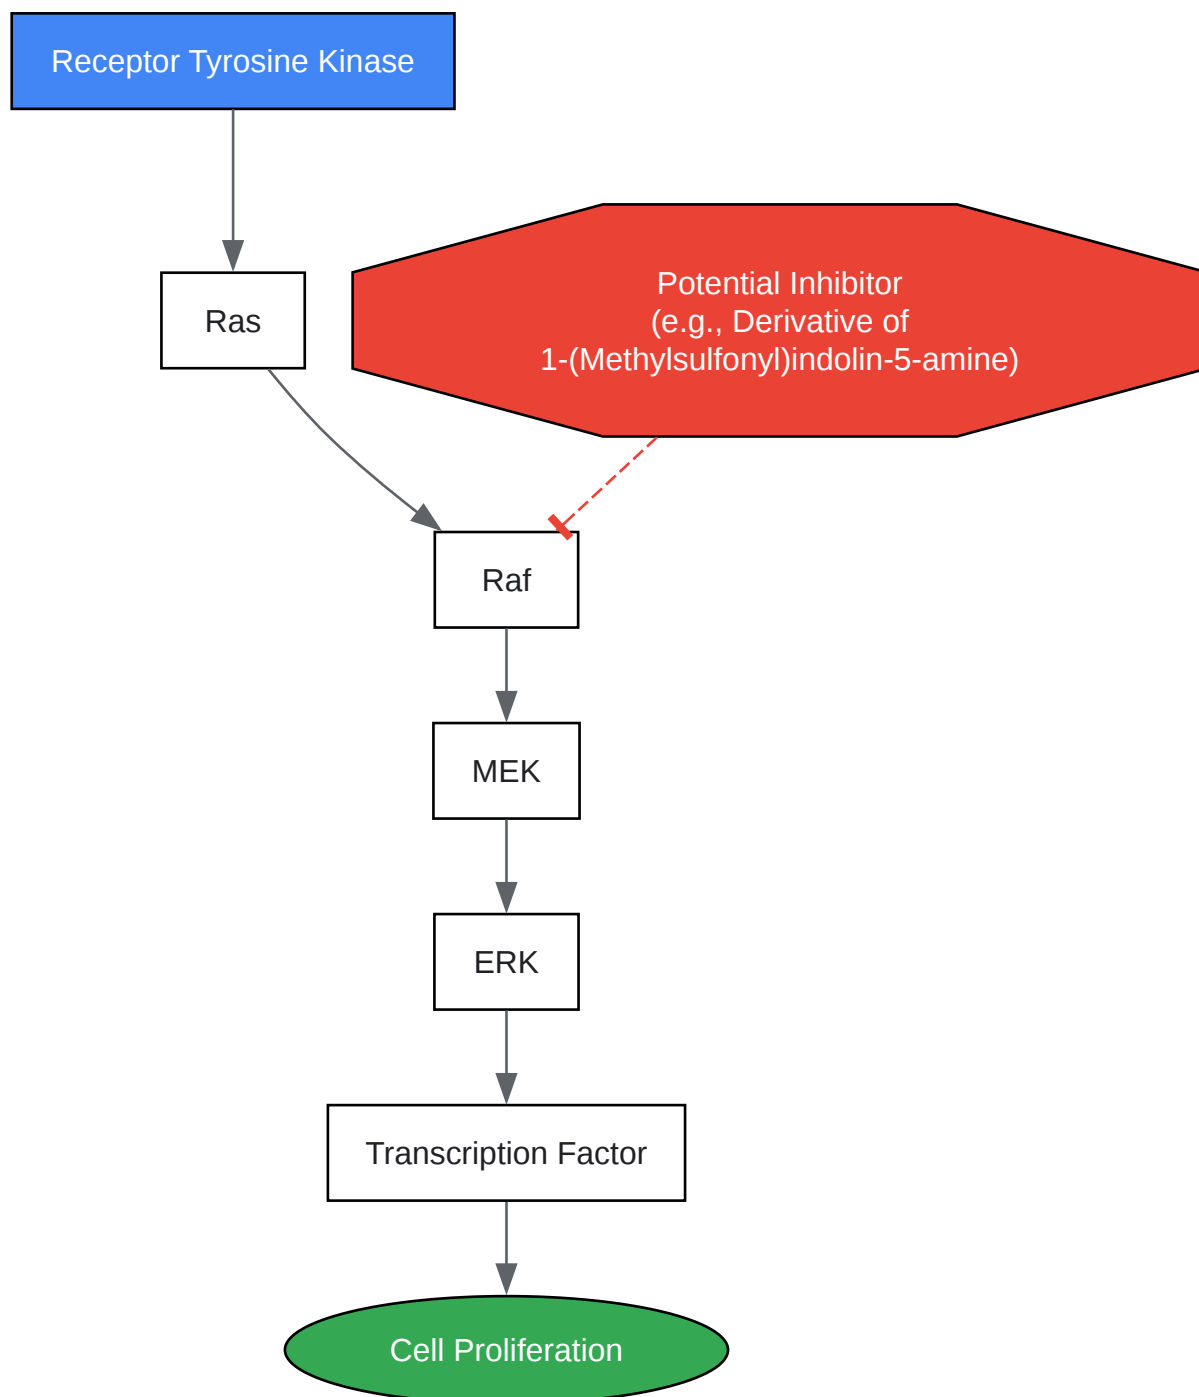 Receptor Tyrosine Kinase
Ras
Potential Inhibitor
(e.g., Derivative of
1-(Methylsulfonyl)indolin-5-amine)
Raf
MEK
ERK
Transcription Factor
Cell Proliferation